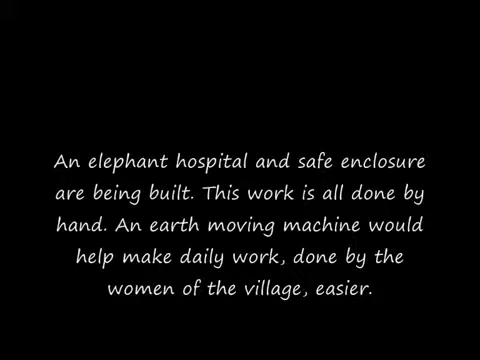 An elephant hospital and safe enclosure
are being built. This work is all done by
hand. An earth moving machine would
help make daily work, done by the
women of the village, easier.